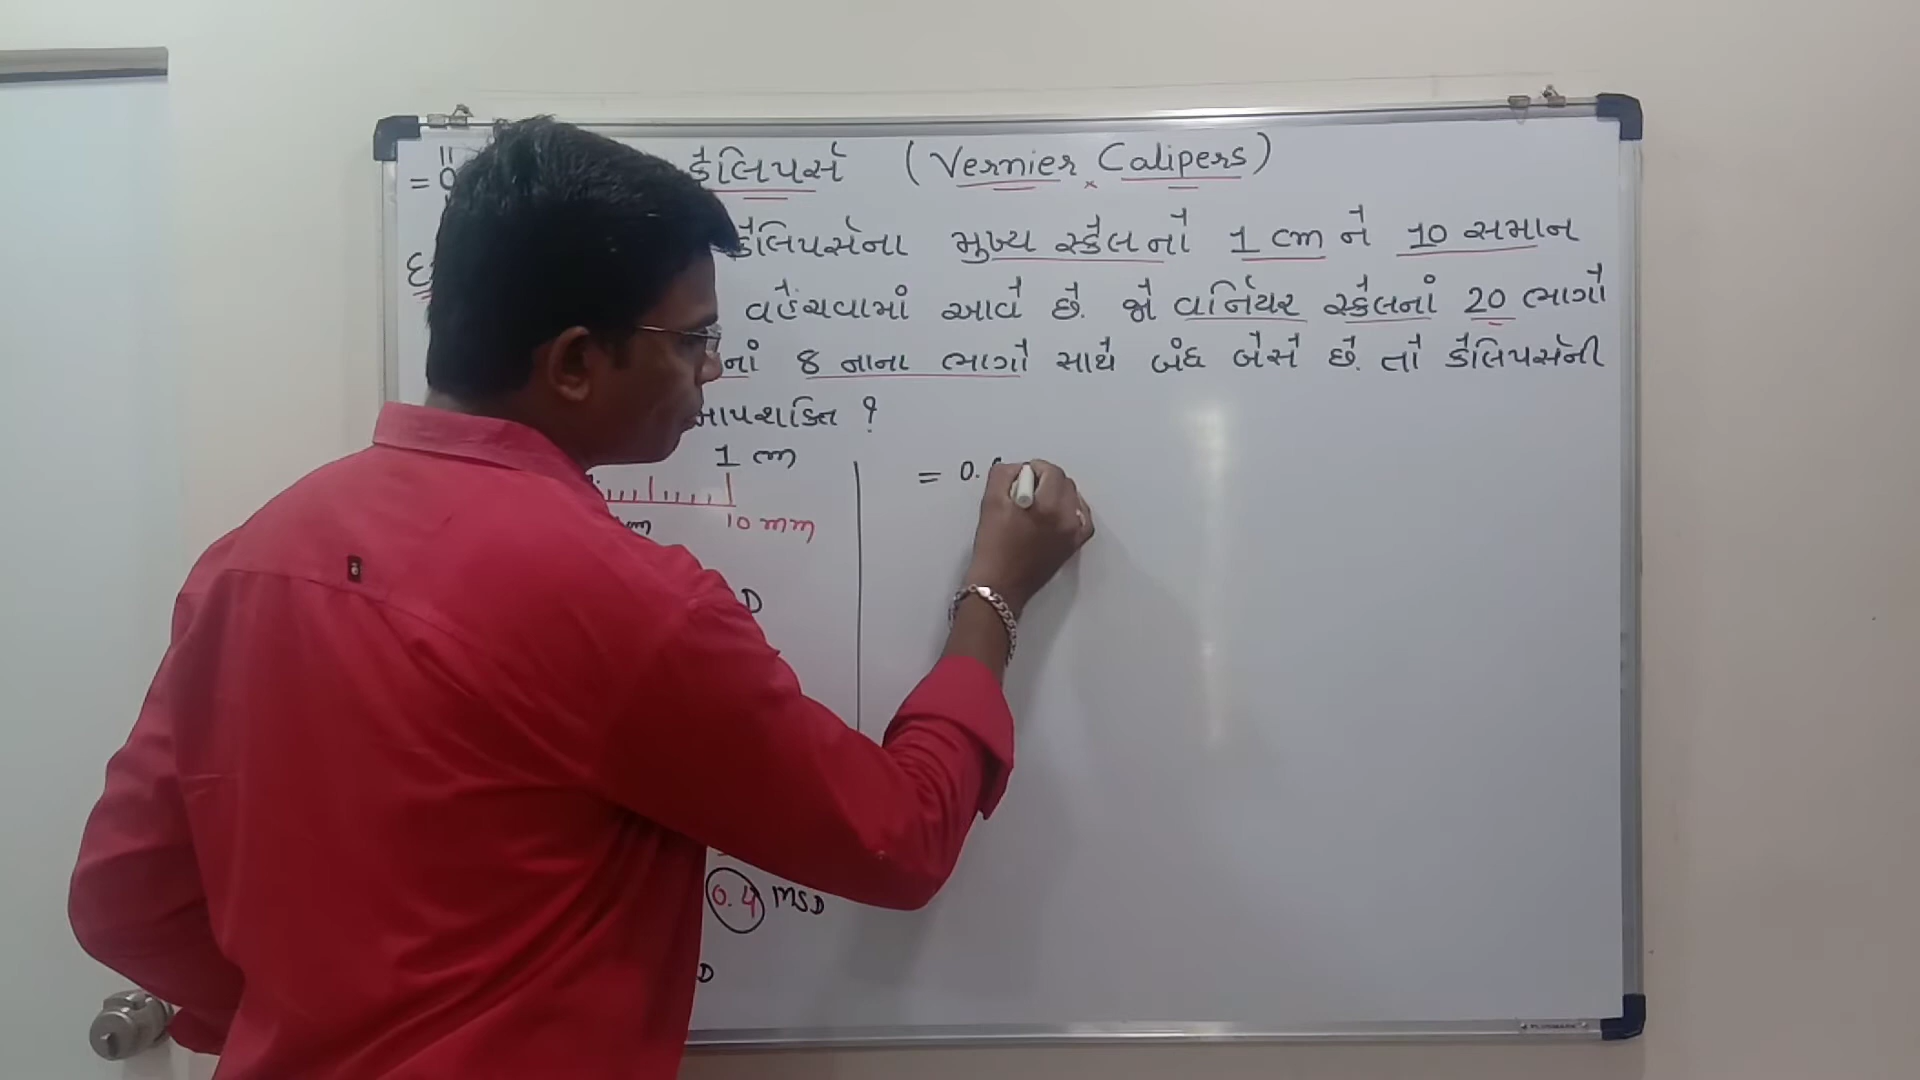 કેલિપર્સ (Vernier Calipers)
કેલિપર્સના મુખ્ય સ્કેલનાં 1 cm ને 10 સમાન
વહેંચવામાં આવે છે. જો વર્નિયર સ્કેલનાં 20 ભાગો
નાં 8 નાના ભાગો સાથે બંધ બેસે છે. તો કેલિપર્સની
માપશક્તિ ?
1 cm
10 mm
D
0.4 MSD
D
= 0.